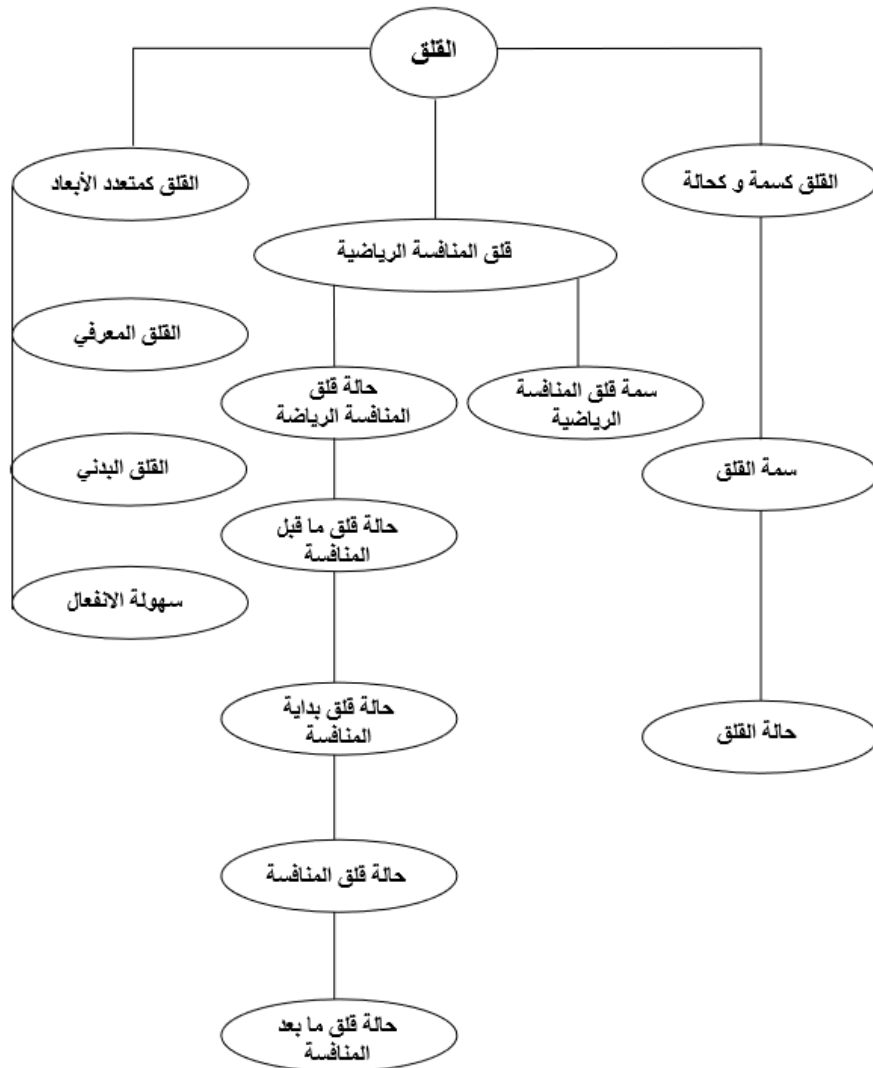 القلق
القلق كسمة و كحالة
القلق كمتعدد الأبعاد
قلق المنافسة الرياضية
القلق المعرفي
سمة قلق المنافسة
الرياضية
حالة قلق
المنافسة الرياضة
سمة القلق
القلق البدني
حالة قلق ما قبل
المنافسة
سهولة الانفعال
حالة قلق بداية
المنافسة
حالة القلق
حالة قلق المنافسة
حالة قلق ما بعد
المنافسة